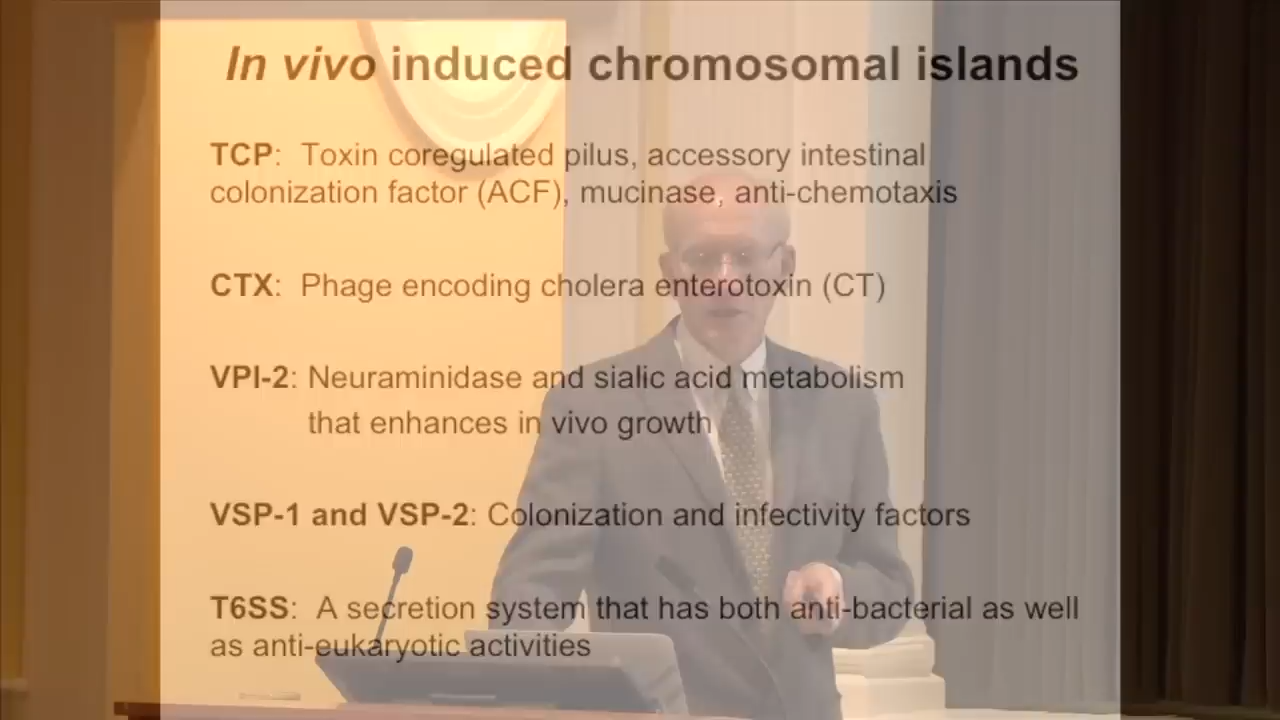 In vivo induced chromosomal islands
TCP: Toxin coregulated pilus, accessory intestinal
colonization factor (ACF), mucinase, anti-chemotaxis
CTX: Phage encoding cholera enterotoxin (CT)
VPI-2: Neuraminidase and sialic acid metabolism
that enhances in vivo growth
VSP-1 and VSP-2: Colonization and infectivity factors
T6SS: A secretion system that has both anti-bacterial as well
as anti-eukaryotic activities